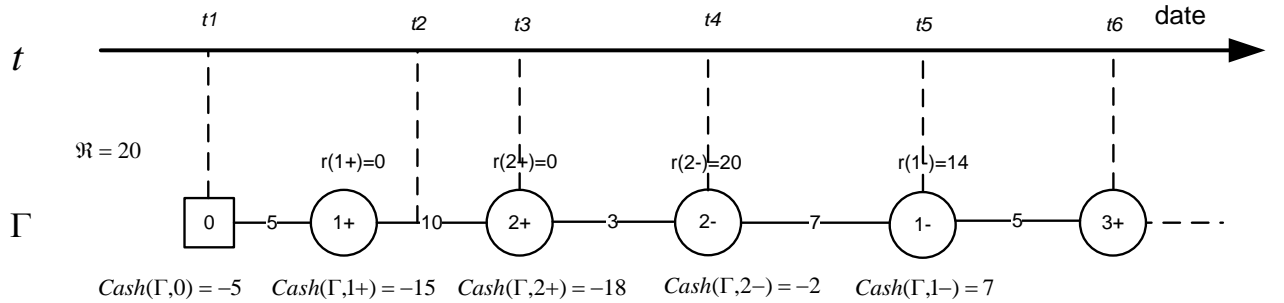 t1 t2 t3 t4 t5 t6 date
t
ℜ = 20
r(1+)=0 r(2+)=0 r(2-)=20 r(1-)=14
Γ 0 5 1+ 10 2+ 3 2- 7 1- 5 3+
Cash(Γ,0) = −5 Cash(Γ,1+) = −15 Cash(Γ,2+) = −18 Cash(Γ,2−) = −2 Cash(Γ,1−) = 7